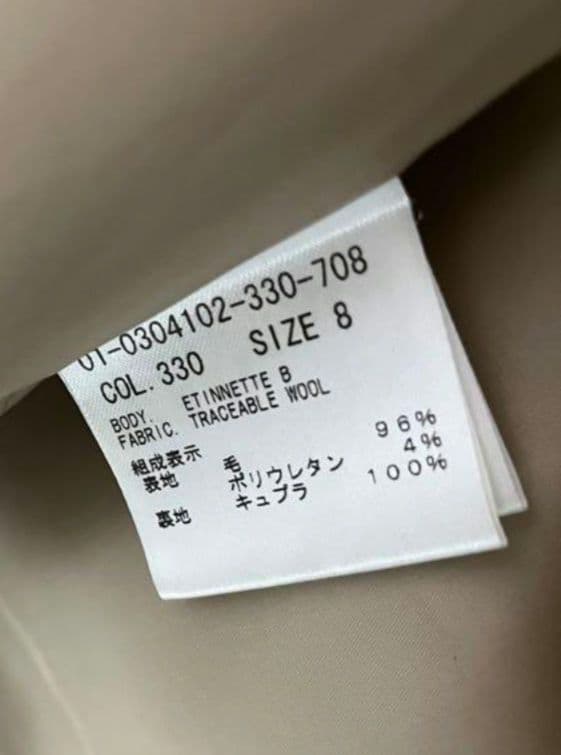 01-0304102-330-708
COL. 330 SIZE 8
BODY. ETINNETTE B
FABRIC. TRACEABLE WOOL
組成表示
表地 毛 96%
ポリウレタン 4%
裏地 キュプラ 100%